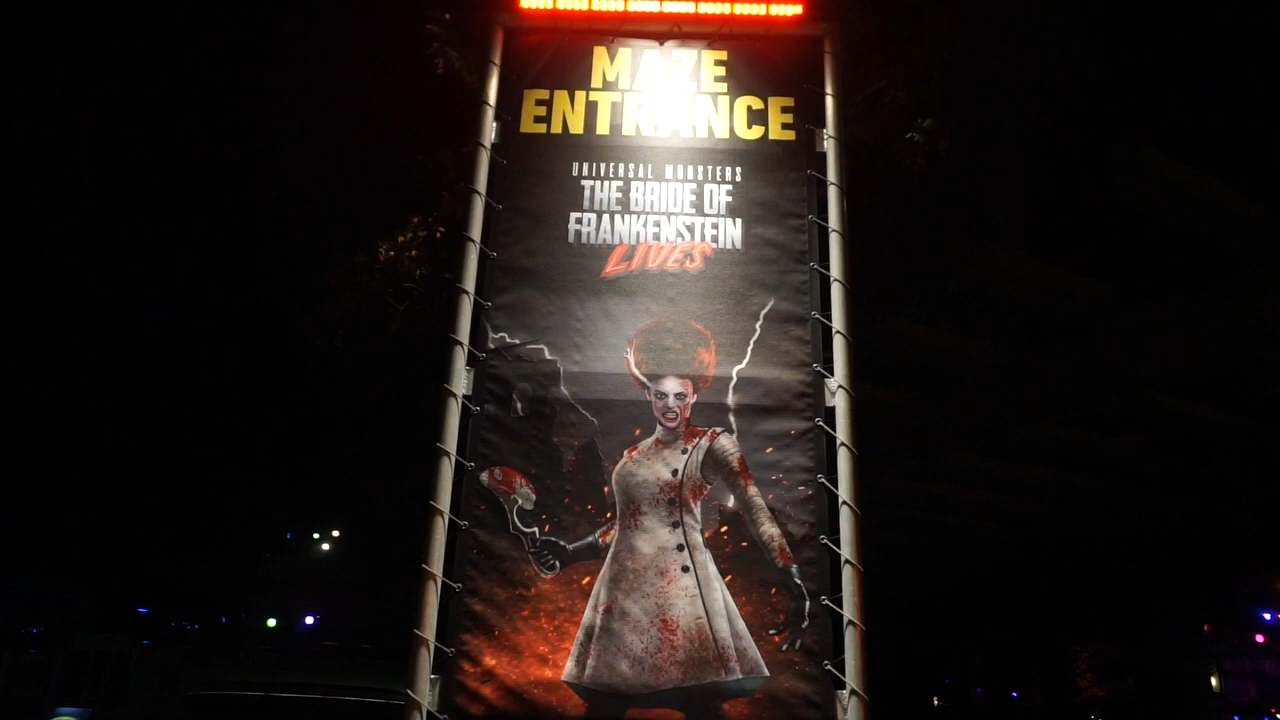 MAZE
ENTRANCE
UNIVERSAL MONSTERS
THE BRIDE OF
FRANKENSTEIN
LIVES